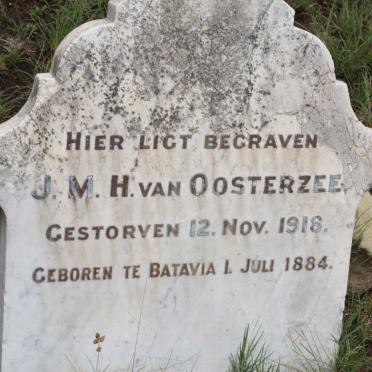 HIER LIGT BEGRAVEN
J. M. H. VAN OOSTERZEE.
GESTORVEN 12. NOV. 1918.
GEBOREN TE BATAVIA 1. JULI 1884.